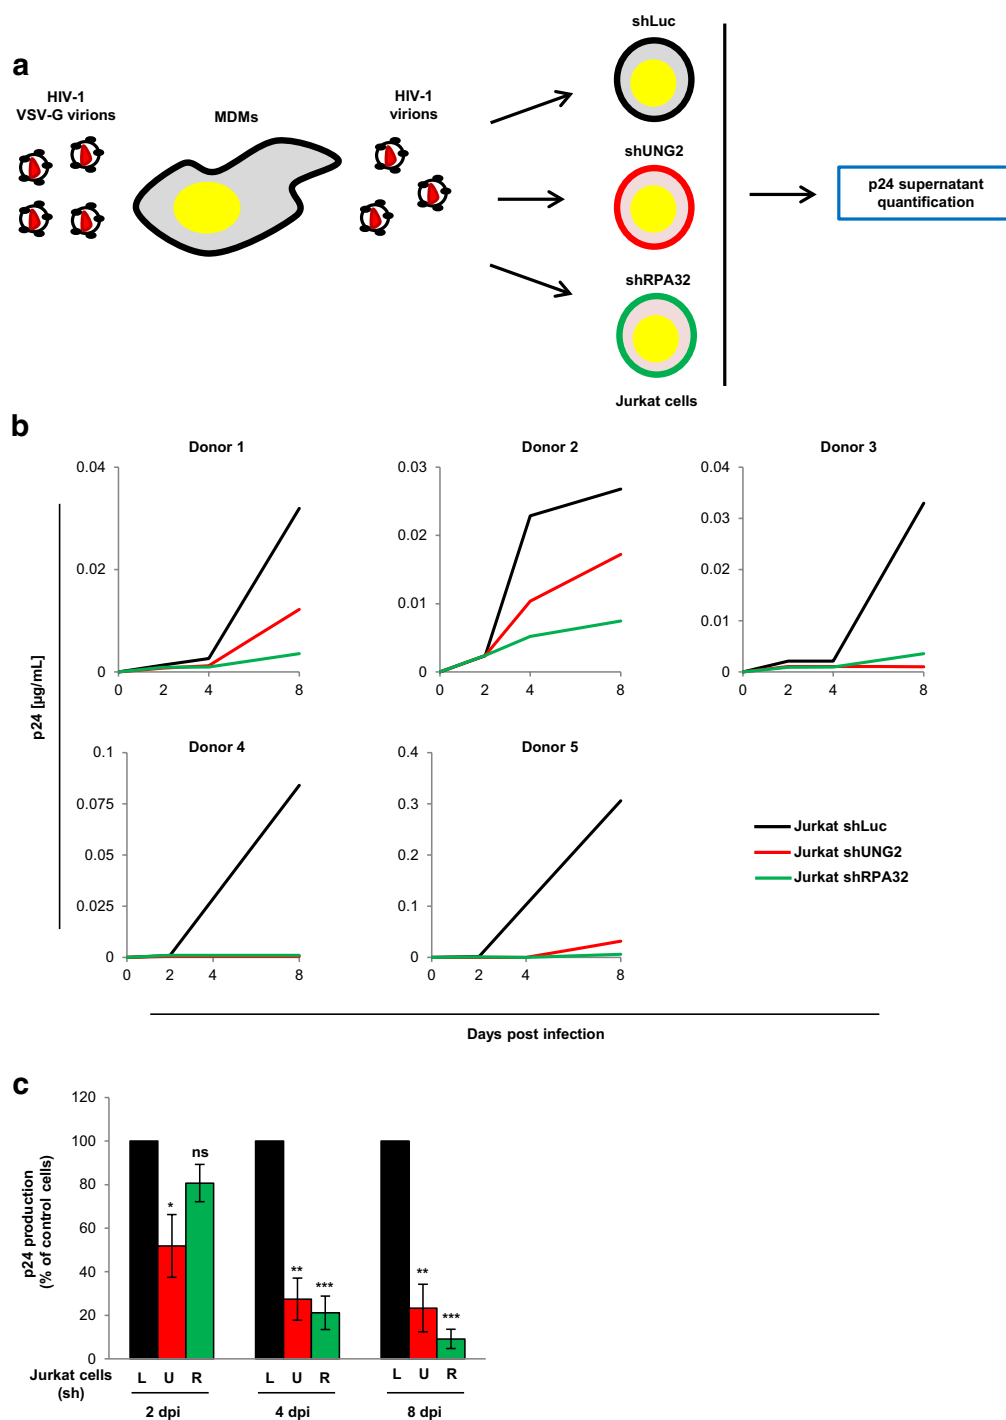 a
HIV-1
VSV-G virions
MDMs
HIV-1
virions
shLuc
shUNG2
shRPA32
Jurkat cells
p24 supernatant
quantification
b
p24 [µg/mL]
Donor 1
0.04
0.02
0
0 2 4 8
Donor 2
0.03
0.02
0.01
0
0 2 4 8
Donor 3
0.04
0.03
0.02
0.01
0
0 2 4 8
Donor 4
0.1
0.075
0.05
0.025
0
0 2 4 8
Donor 5
0.4
0.3
0.2
0.1
0
0 2 4 8
Jurkat shLuc
Jurkat shUNG2
Jurkat shRPA32
Days post infection
c
p24 production
(% of control cells)
120
100
80
60
40
20
0
* ns
** ***
** ***
Jurkat cells
(sh)
L U R L U R L U R
2 dpi 4 dpi 8 dpi